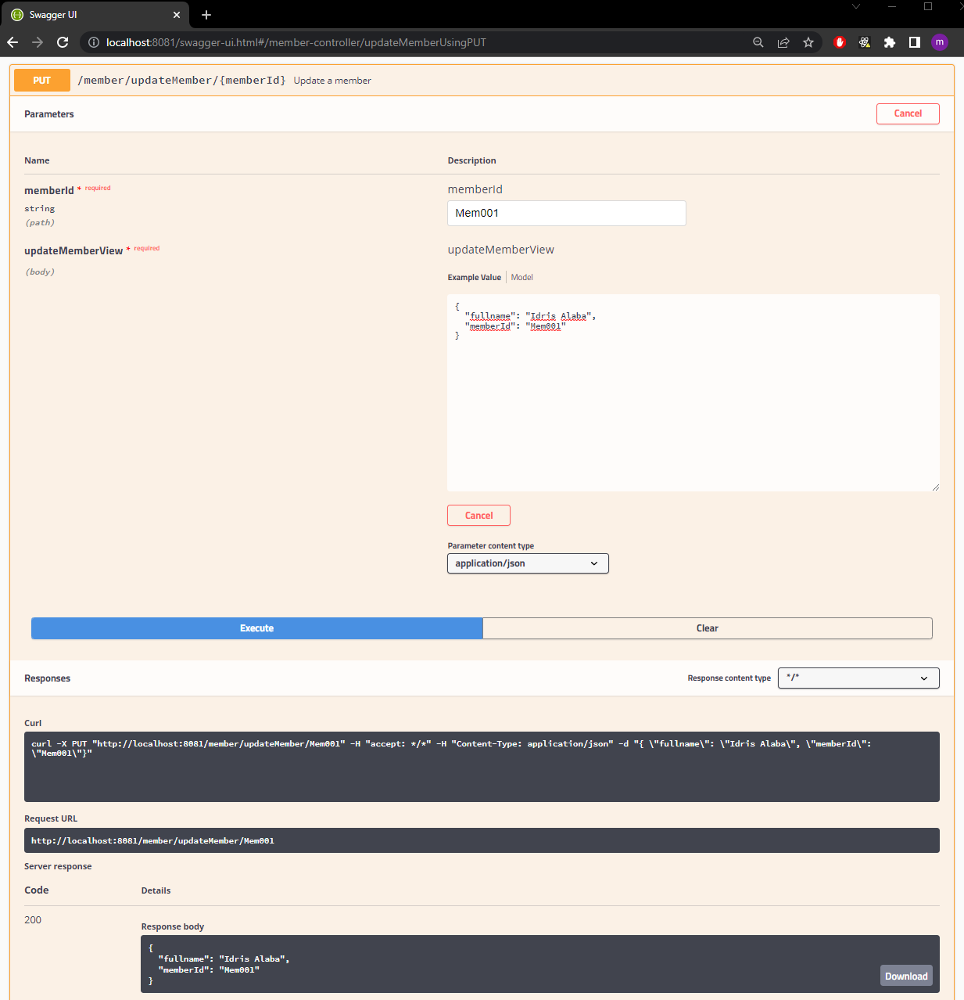 Swagger UI
localhost:8081/swagger-ui.html#/member-controller/updateMemberUsingPUT
m
PUT /member/updateMember/{memberId} Update a member
Parameters Cancel
Name Description
memberId * required memberId
string Mem001
(path)
updateMemberView * required updateMemberView
(body)
Example Value Model
{
"fullname": "Idris Alaba",
"memberId": "Mem001"
}
Cancel
Parameter content type
application/json
Execute Clear
Responses Response content type */*
Curl
curl -X PUT "http://localhost:8081/member/updateMember/Mem001" -H "accept: */*" -H "Content-Type: application/json" -d "{ \"fullname\": \"Idris Alaba\", \"memberId\":
\"Mem001\"}"
Request URL
http://localhost:8081/member/updateMember/Mem001
Server response
Code Details
200
Response body
{
"fullname": "Idris Alaba",
"memberId": "Mem001"
}
Download